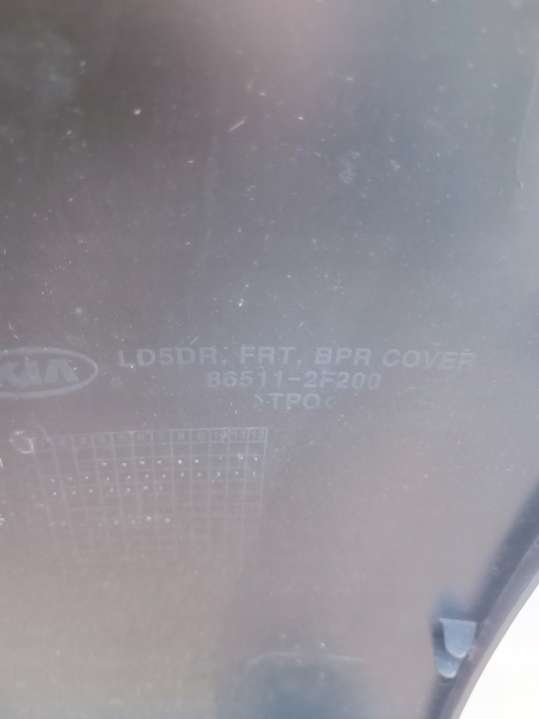 KIA
LD5DR, FRT, BPR COVER
86511-2F200
>TPO<